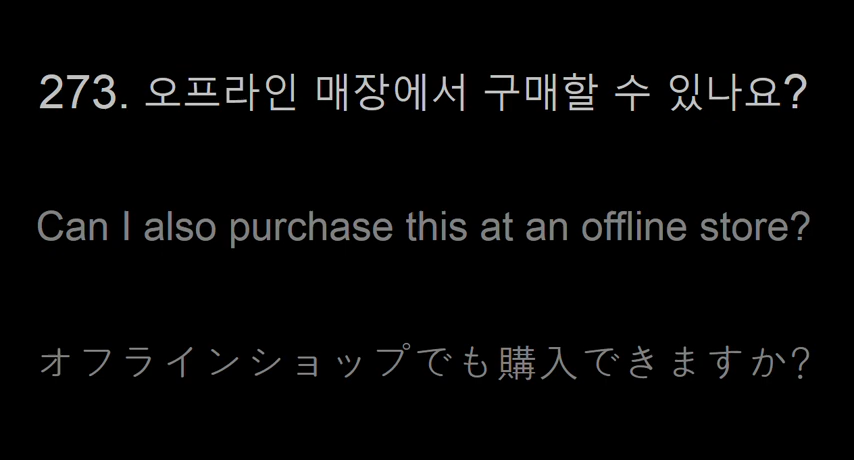 273. 오프라인 매장에서 구매할 수 있나요?
Can I also purchase this at an offline store?
オフラインショップでも購入できますか?